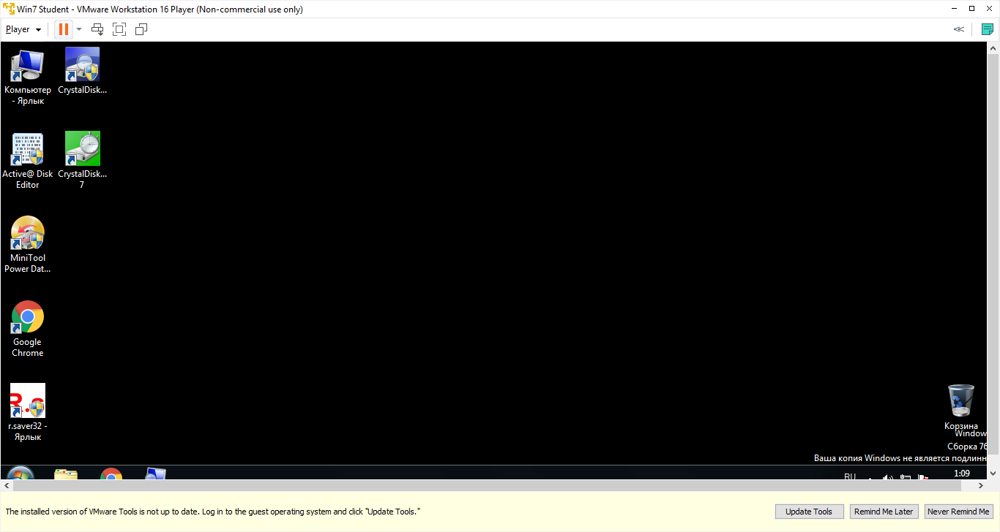 Win7 Student - VMware Workstation 16 Player (Non-commercial use only)
Player
Компьютер
- Ярлык
CrystalDisk...
Active@ Disk
Editor
CrystalDisk...
7
MiniTool
Power Dat...
Google
Chrome
R.s
r.saver32 -
Ярлык
Корзина
Window
Сборка 76
Ваша копия Windows не является подлинн
RU
1:09
The installed version of VMware Tools is not up to date. Log in to the guest operating system and click "Update Tools."
Update Tools
Remind Me Later
Never Remind Me